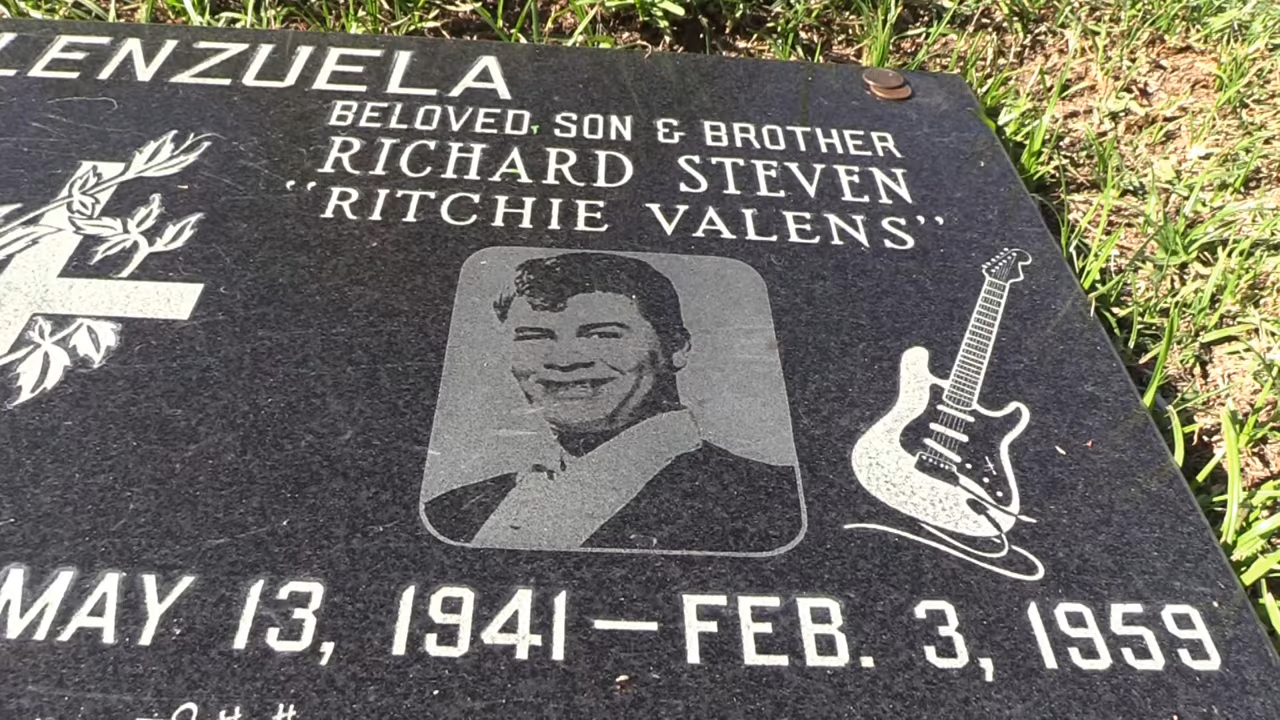 LENZUELA
BELOVED SON & BROTHER
RICHARD STEVEN
"RITCHIE VALENS"
MAY 13, 1941—FEB. 3, 1959